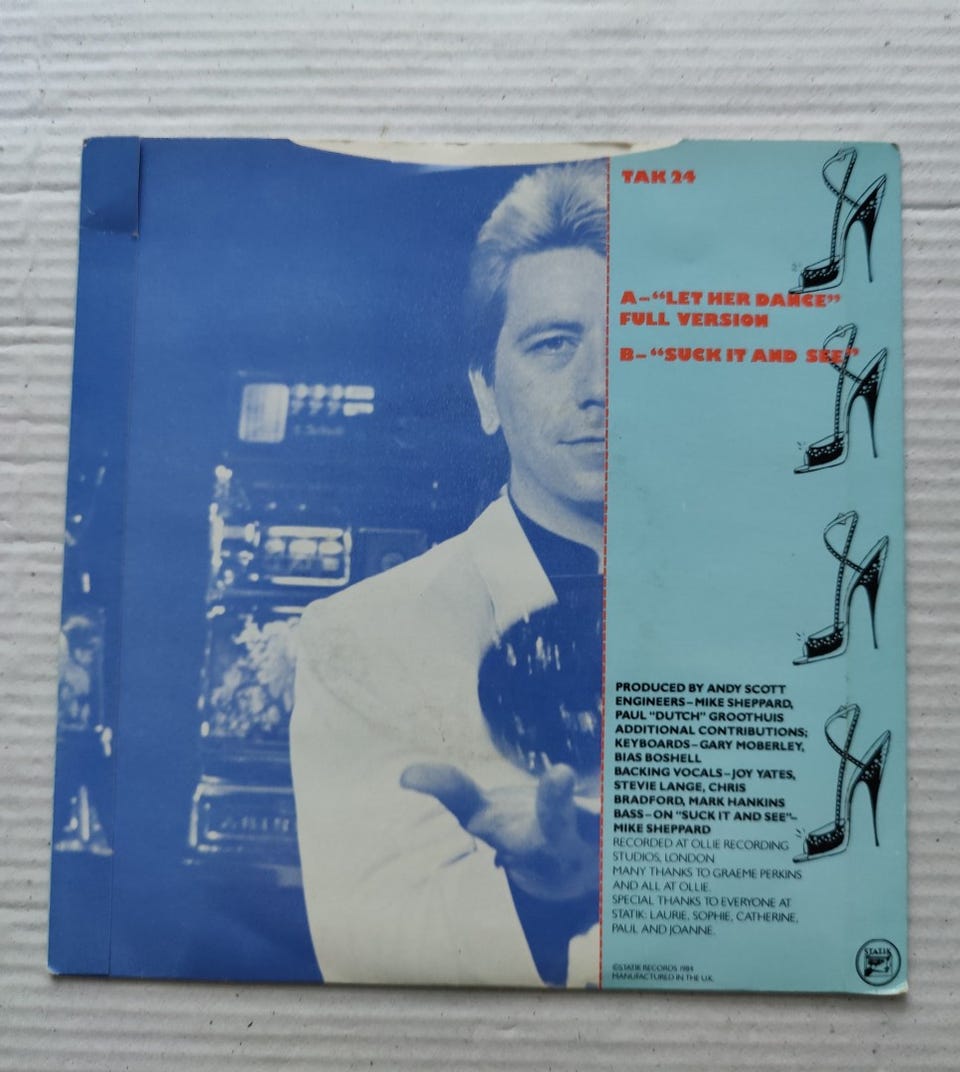 TAK 24
A–“LET HER DANCE”
FULL VERSION
B–“SUCK IT AND SEE”
PRODUCED BY ANDY SCOTT
ENGINEERS–MIKE SHEPPARD,
PAUL "DUTCH" GROOTHUIS
ADDITIONAL CONTRIBUTIONS;
KEYBOARDS–GARY MOBERLEY,
BIAS BOSHELL
BACKING VOCALS–JOY YATES,
STEVIE LANGE, CHRIS
BRADFORD, MARK HANKINS
BASS–ON "SUCK IT AND SEE"–
MIKE SHEPPARD
RECORDED AT OLLIE RECORDING
STUDIOS, LONDON
MANY THANKS TO GRAEME PERKINS
AND ALL AT OLLIE.
SPECIAL THANKS TO EVERYONE AT
STATIK: LAURIE, SOPHIE, CATHERINE,
PAUL AND JOANNE.
©STATIK RECORDS 1984
MANUFACTURED IN THE U.K.
STATIK